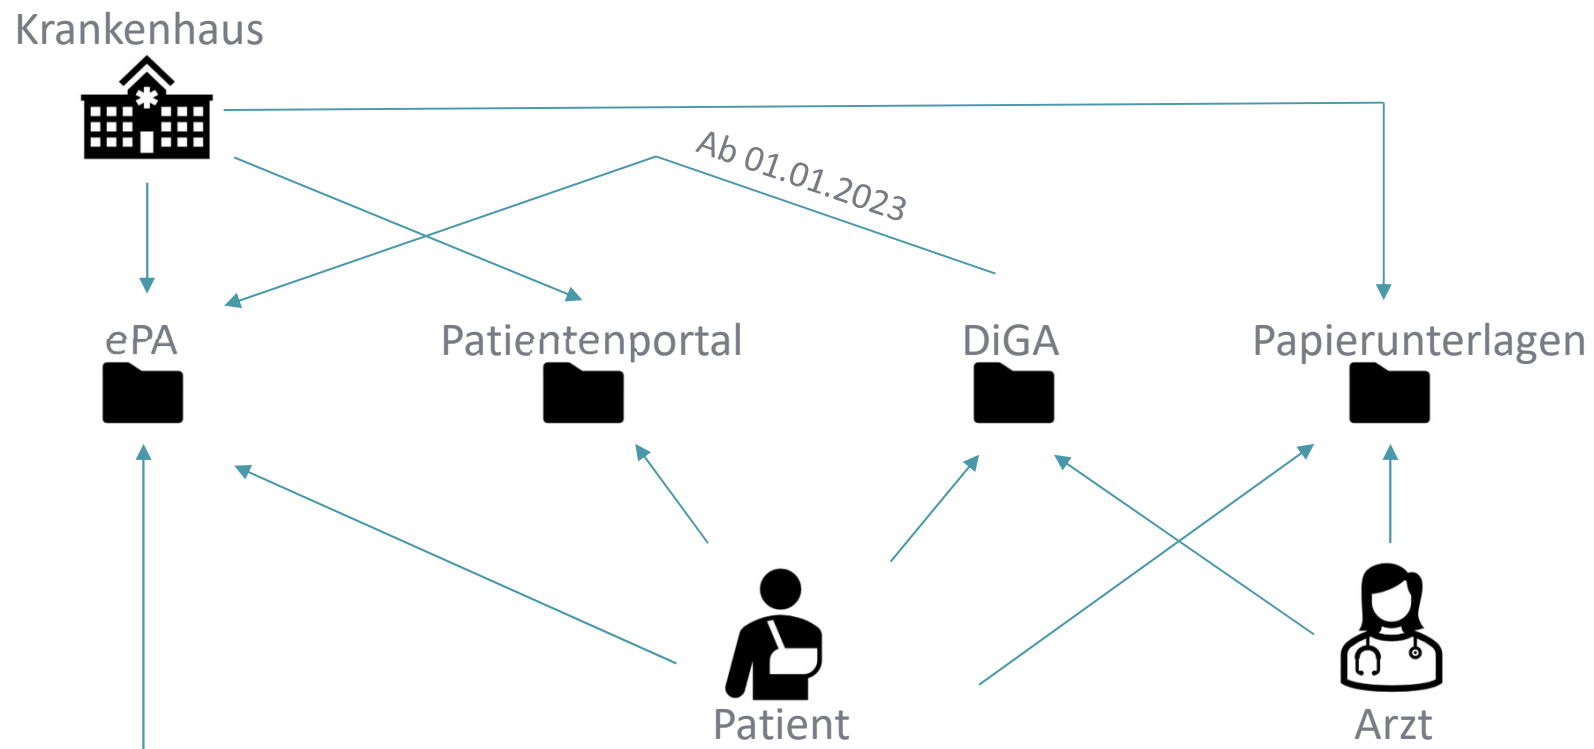 Krankenhaus
Ab 01.01.2023
ePA
Patientenportal
DiGA
Papierunterlagen
Patient
Arzt